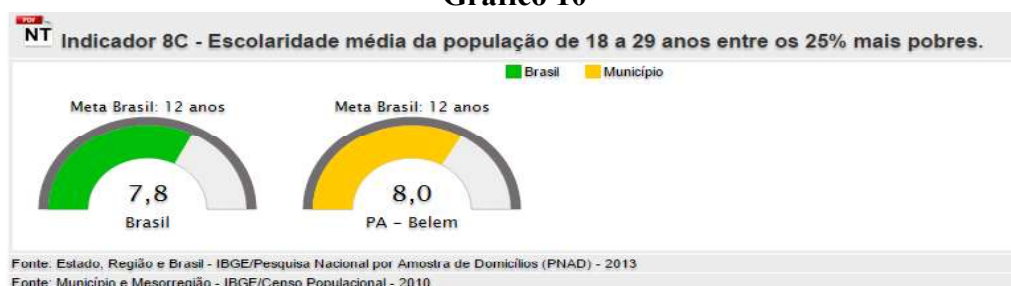 Gráfico 10
PDF
NT Indicador 8C - Escolaridade média da população de 18 a 29 anos entre os 25% mais pobres.
Brasil Município
Meta Brasil: 12 anos Meta Brasil: 12 anos
7,8 8,0
Brasil PA - Belem
Fonte: Estado, Região e Brasil - IBGE/Pesquisa Nacional por Amostra de Domicílios (PNAD) - 2013
Fonte: Município e Mesorregião - IBGE/Censo Populacional - 2010